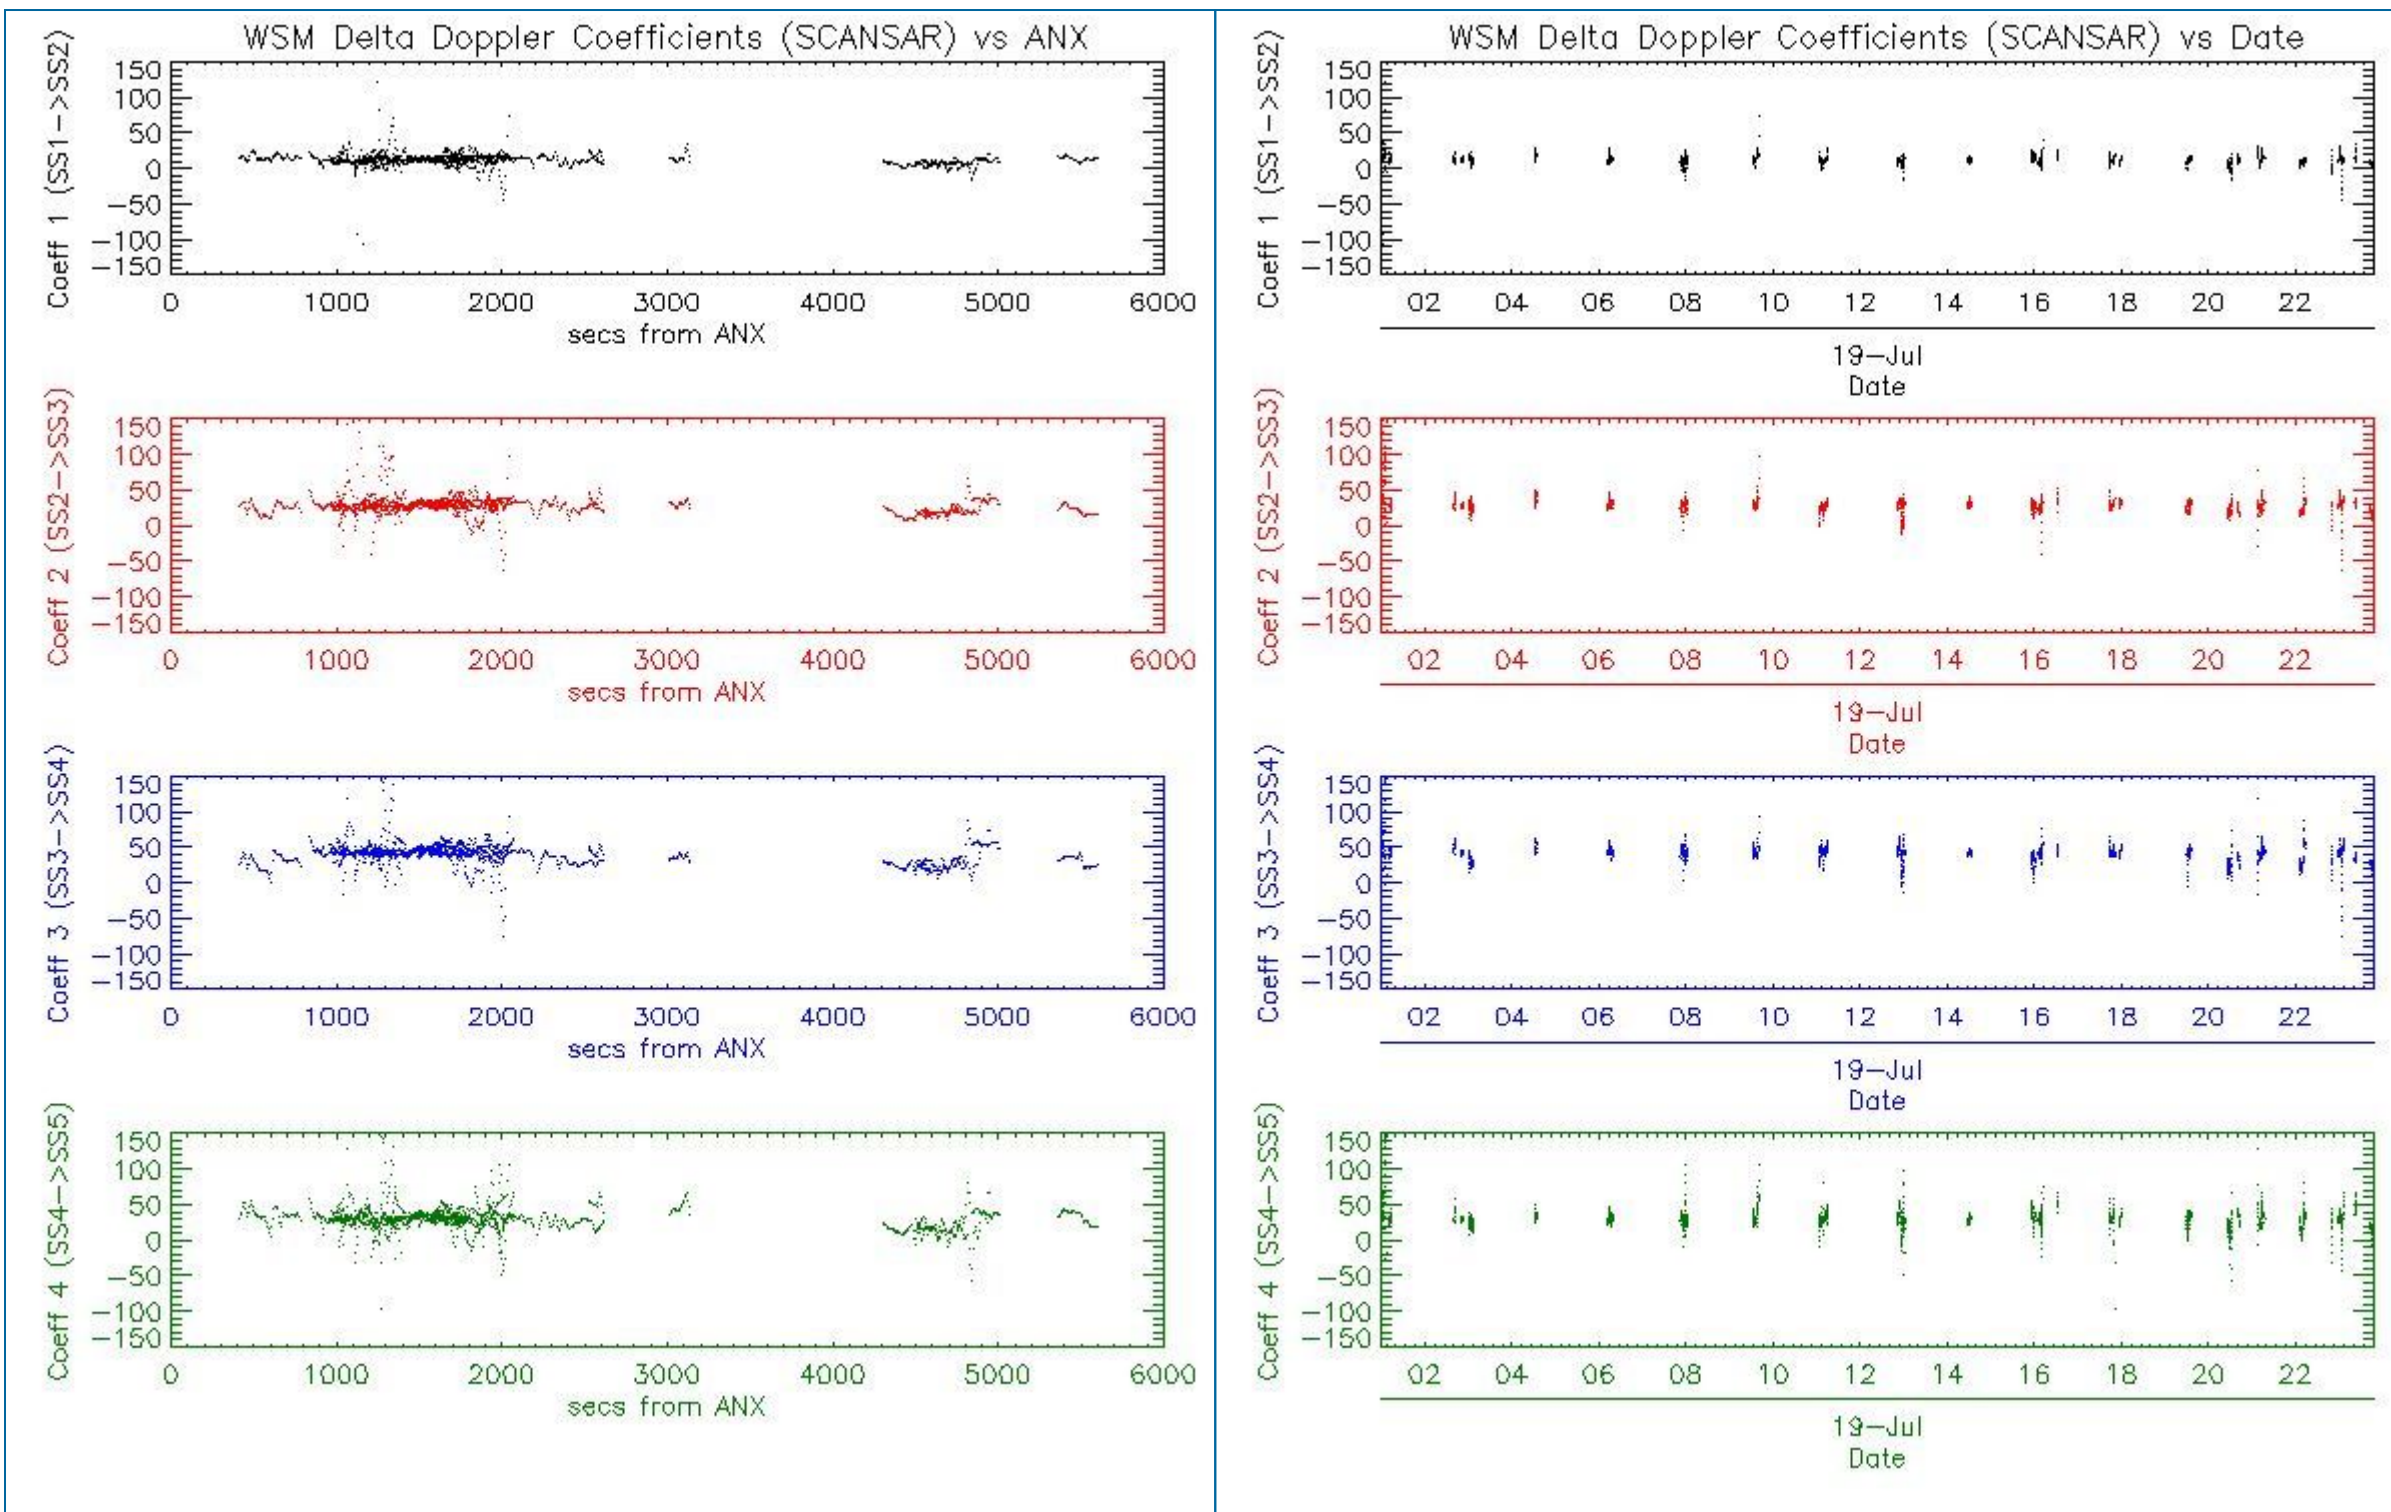 WSM Delta Doppler Coefficients (SCANSAR) vs ANX
Coeff 1 (SS1->SS2)
150
100
50
0
-50
-100
-150
0 1000 2000 3000 4000 5000 6000
secs from ANX
Coeff 2 (SS2->SS3)
150
100
50
0
-50
-100
-150
0 1000 2000 3000 4000 5000 6000
secs from ANX
Coeff 3 (SS3->SS4)
150
100
50
0
-50
-100
-150
0 1000 2000 3000 4000 5000 6000
secs from ANX
Coeff 4 (SS4->SS5)
150
100
50
0
-50
-100
-150
0 1000 2000 3000 4000 5000 6000
secs from ANX
WSM Delta Doppler Coefficients (SCANSAR) vs Date
Coeff 1 (SS1->SS2)
150
100
50
0
-50
-100
-150
02 04 06 08 10 12 14 16 18 20 22
19-Jul
Date
Coeff 2 (SS2->SS3)
150
100
50
0
-50
-100
-150
02 04 06 08 10 12 14 16 18 20 22
19-Jul
Date
Coeff 3 (SS3->SS4)
150
100
50
0
-50
-100
-150
02 04 06 08 10 12 14 16 18 20 22
19-Jul
Date
Coeff 4 (SS4->SS5)
150
100
50
0
-50
-100
-150
02 04 06 08 10 12 14 16 18 20 22
19-Jul
Date